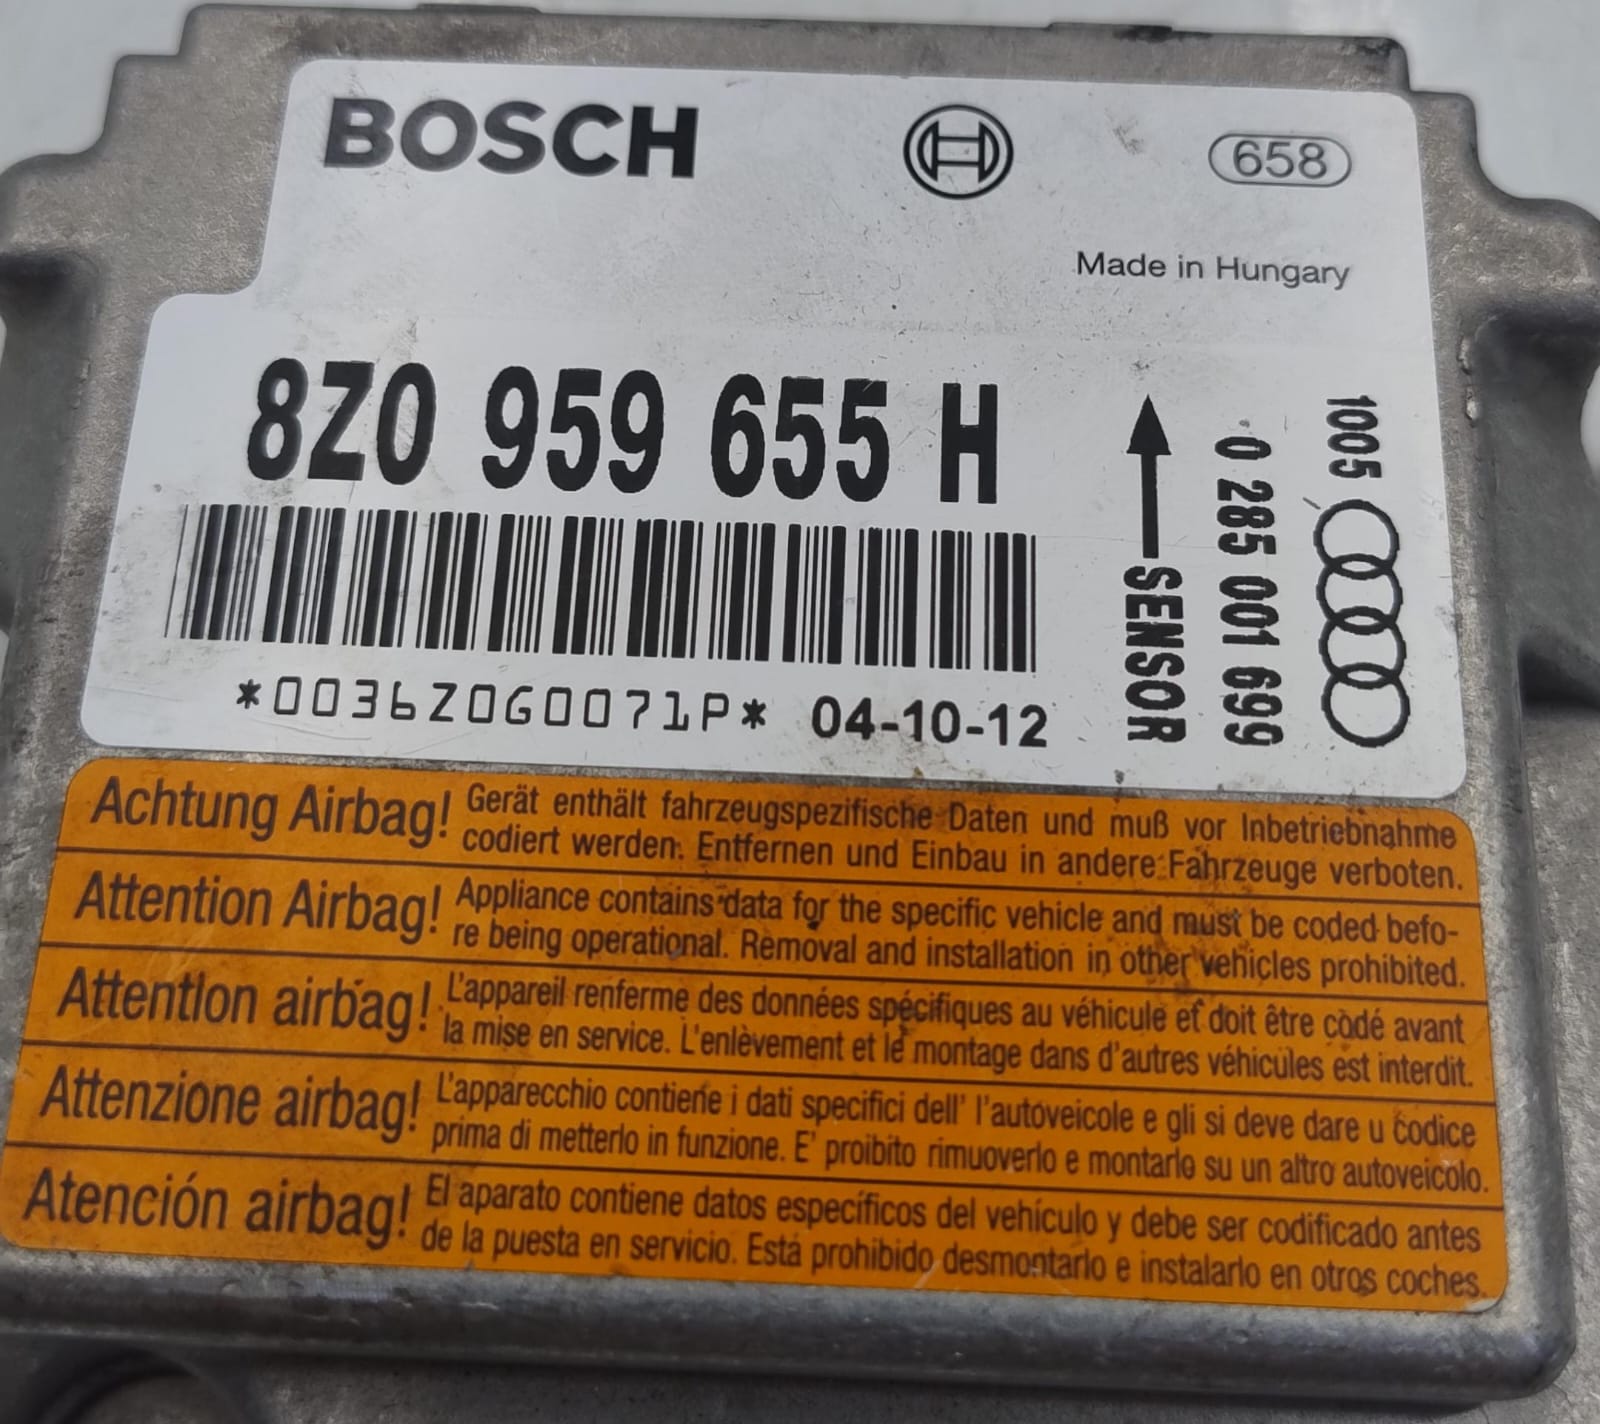 BOSCH
658
Made in Hungary
8Z0 959 655 H
*0036Z0G0071P* 04-10-12
SENSOR
0 285 001 699
1005
Achtung Airbag! Gerät enthält fahrzeugspezifische Daten und muß vor Inbetriebnahme
codiert werden. Entfernen und Einbau in andere Fahrzeuge verboten.
Attention Airbag! Appliance contains data for the specific vehicle and must be coded befo-
re being operational. Removal and installation in other vehicles prohibited.
Attention airbag! L'appareil renferme des données spécifiques au véhicule et doit être codé avant
la mise en service. L'enlèvement et le montage dans d'autres véhicules est interdit.
Attenzione airbag! L'apparecchio contiene i dati specifici dell' l'autoveicole e gli si deve dare u codice
prima di metterlo in funzione. E' proibito rimuoverlo e montarlo su un altro autoveicolo.
Atención airbag! El aparato contiene datos específicos del vehículo y debe ser codificado antes
de la puesta en servicio. Está prohibido desmontarlo e instalarlo en otros coches.